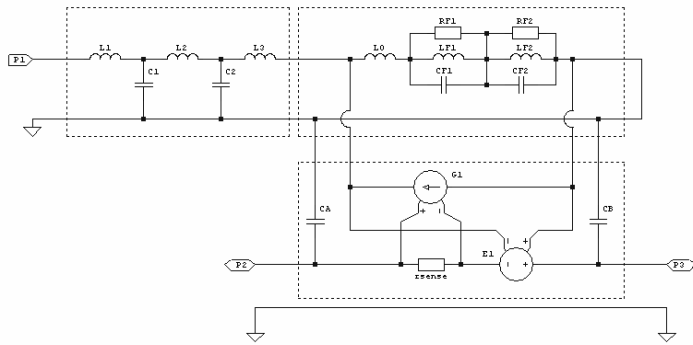 RF1 RF2
L1 L2 L3 L0 LF1 LF2
P1
C1 C2 CF1 CF2
G1
+ -
CA CB
- +
E1
P2 - + P3
rsense